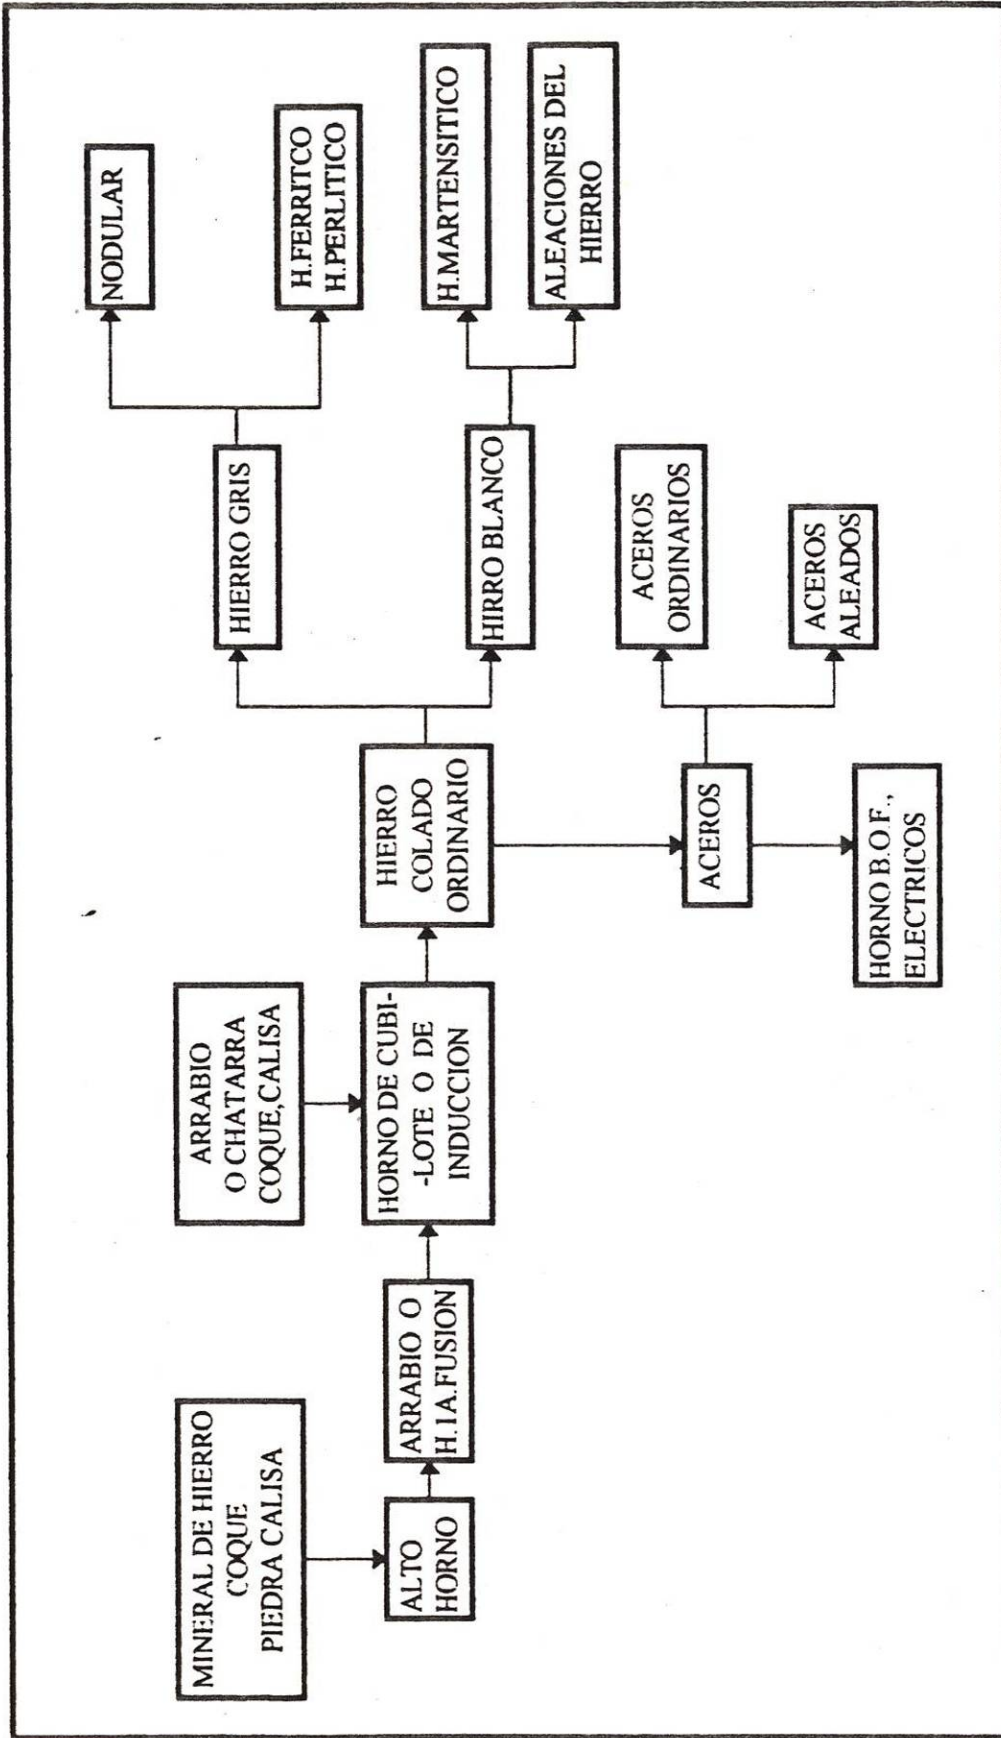 MINERAL DE HIERRO
COQUE
PIEDRA CALISA
ALTO
HORNO
ARRABIO O
H.1A.FUSION
ARRABIO
O CHATARRA
COQUE,CALISA
HORNO DE CUBI-
-LOTE O DE
INDUCCION
HIERRO
COLADO
ORDINARIO
HIERRO GRIS
NODULAR
H.FERRITCO
H.PERLITICO
HIRRO BLANCO
H.MARTENSITICO
ALEACIONES DEL
HIERRO
ACEROS
ACEROS
ORDINARIOS
ACEROS
ALEADOS
HORNO B.O.F.,
ELECTRICOS